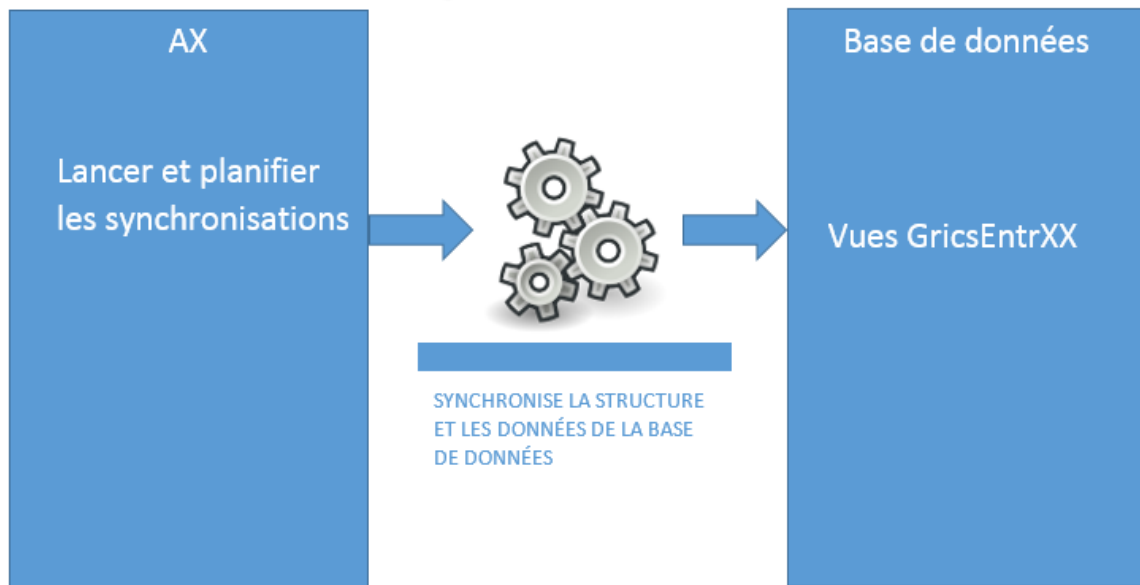 AX
Lancer et planifier
les synchronisations
SYNCHRONISE LA STRUCTURE
ET LES DONNÉES DE LA BASE
DE DONNÉES
Base de données
Vues GricsEntrXX